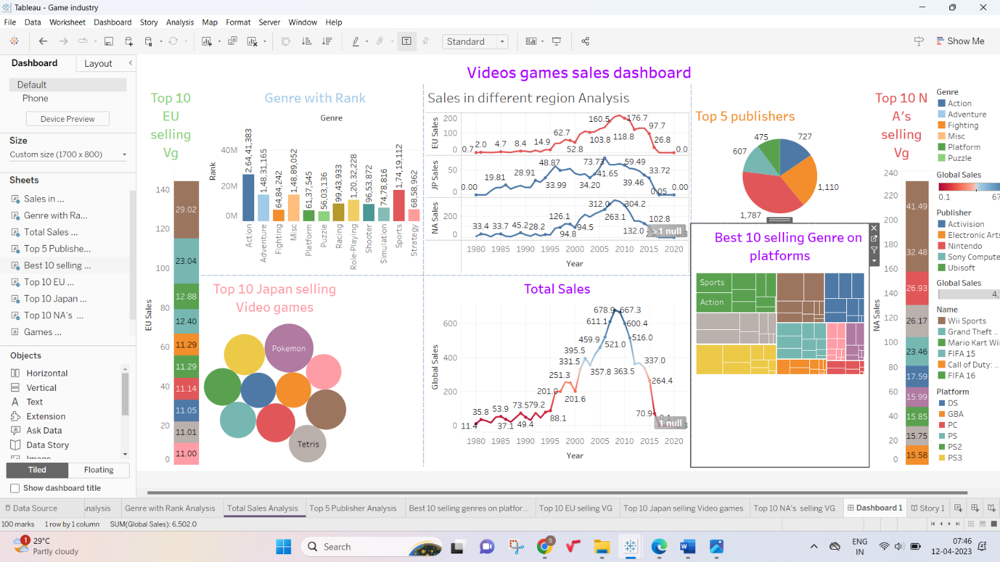 Tableau - Game industry
File Data Worksheet Dashboard Story Analysis Map Format Server Window Help
Standard
Show Me
Dashboard
Layout
Default
Phone
Device Preview
Size
Custom size (1700 x 800)
Sheets
Sales in ...
Genre with Ra...
Total Sales ...
Top 5 Publishe...
Best 10 selling ...
Top 10 EU ...
Top 10 Japan ...
Top 10 NA's ...
Games ...
Objects
Horizontal
Vertical
Text
Extension
Ask Data
Data Story
Tiled
Floating
Show dashboard title
Videos games sales dashboard
Top 10
EU
selling
Vg
EU Sales
140
120
100
80
60
40
20
0
29.02
23.04
12.88
12.40
11.29
11.29
11.14
11.05
11.01
11.00
Genre with Rank
Genre
Rank
40M
20M
0M
2,64,41,383
1,48,31,165
64,84,242
1,48,89,052
61,37,545
56,03,136
99,43,933
1,20,32,228
96,53,872
74,78,816
1,74,19,112
68,58,962
Action
Adventure
Fighting
Misc
Platform
Puzzle
Racing
Role-Playing
Shooter
Simulation
Sports
Strategy
Top 10 Japan selling
Video games
Pokemon
Tetris
Sales in different region Analysis
EU Sales
200
100
0
0.7 2.0 4.7 8.4 14.9 62.7 52.8 160.5 103.8 118.8 176.7 97.7 26.8 0.0
JP Sales
50
0
0.00 19.81 28.91 48.87 33.99 73.73 34.20 41.65 59.49 39.46 33.72 0.05 0.00
NA Sales
200
0
33.4 33.7 45.2 28.2 126.1 94.8 94.5 312.0 263.1 304.2 132.0 102.8
>1 null
1980 1985 1990 1995 2000 2005 2010 2015 2020
Year
Total Sales
Global Sales
600
400
200
0
11.4 35.8 53.9 37.1 73.5 49.4 79.2 88.1 201.0 251.3 201.6 331.5 395.5 357.8 459.9 611.1 521.0 678.9 667.3 600.4 516.0 363.5 337.0 264.4 70.9
1 null
1980 1985 1990 1995 2000 2005 2010 2015 2020
Year
Top 5 publishers
475
727
607
1,110
1,787
Best 10 selling Genre on
platforms
Sports
Action
Top 10 N
A's
selling
Vg
NA Sales
240
220
200
180
160
140
120
100
80
60
40
20
0
41.49
32.48
26.93
26.17
23.46
17.59
15.99
15.85
15.75
15.58
Genre
Action
Adventure
Fighting
Misc
Platform
Puzzle
Global Sales
0.1 67
Publisher
Activision
Electronic Arts
Nintendo
Sony Compute
Ubisoft
Global Sales
4,
Name
Wii Sports
Grand Theft ..
Mario Kart Wii
FIFA 15
Call of Duty: ..
FIFA 16
Platform
DS
GBA
PC
PS
PS2
PS3
Data Source
nalysis
Genre with Rank Analysis
Total Sales Analysis
Top 5 Publisher Analysis
Best 10 selling genres on platfor...
Top 10 EU selling VG
Top 10 Japan selling Video games
Top 10 NA's selling VG
Dashboard 1
Story 1
100 marks 1 row by 1 column SUM(Global Sales): 6,502.0
1
29°C
Partly cloudy
Search
S
ENG
IN
07:46
12-04-2023